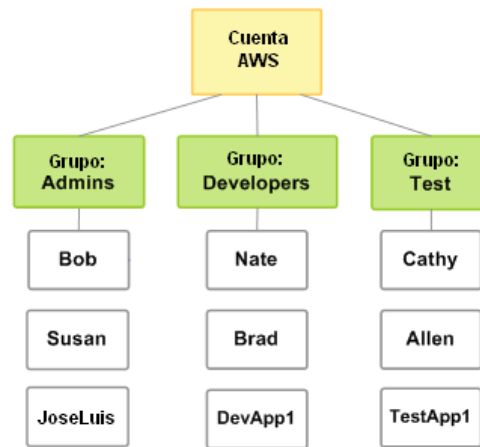 Cuenta
AWS
Grupo:
Admins
Grupo:
Developers
Grupo:
Test
Bob
Nate
Cathy
Susan
Brad
Allen
JoseLuis
DevApp1
TestApp1